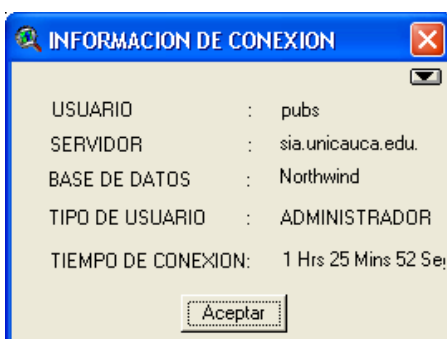 INFORMACION DE CONEXION
USUARIO : pubs
SERVIDOR : sia.unicauca.edu.
BASE DE DATOS : Northwind
TIPO DE USUARIO : ADMINISTRADOR
TIEMPO DE CONEXION: 1 Hrs 25 Mins 52 Seg
Aceptar